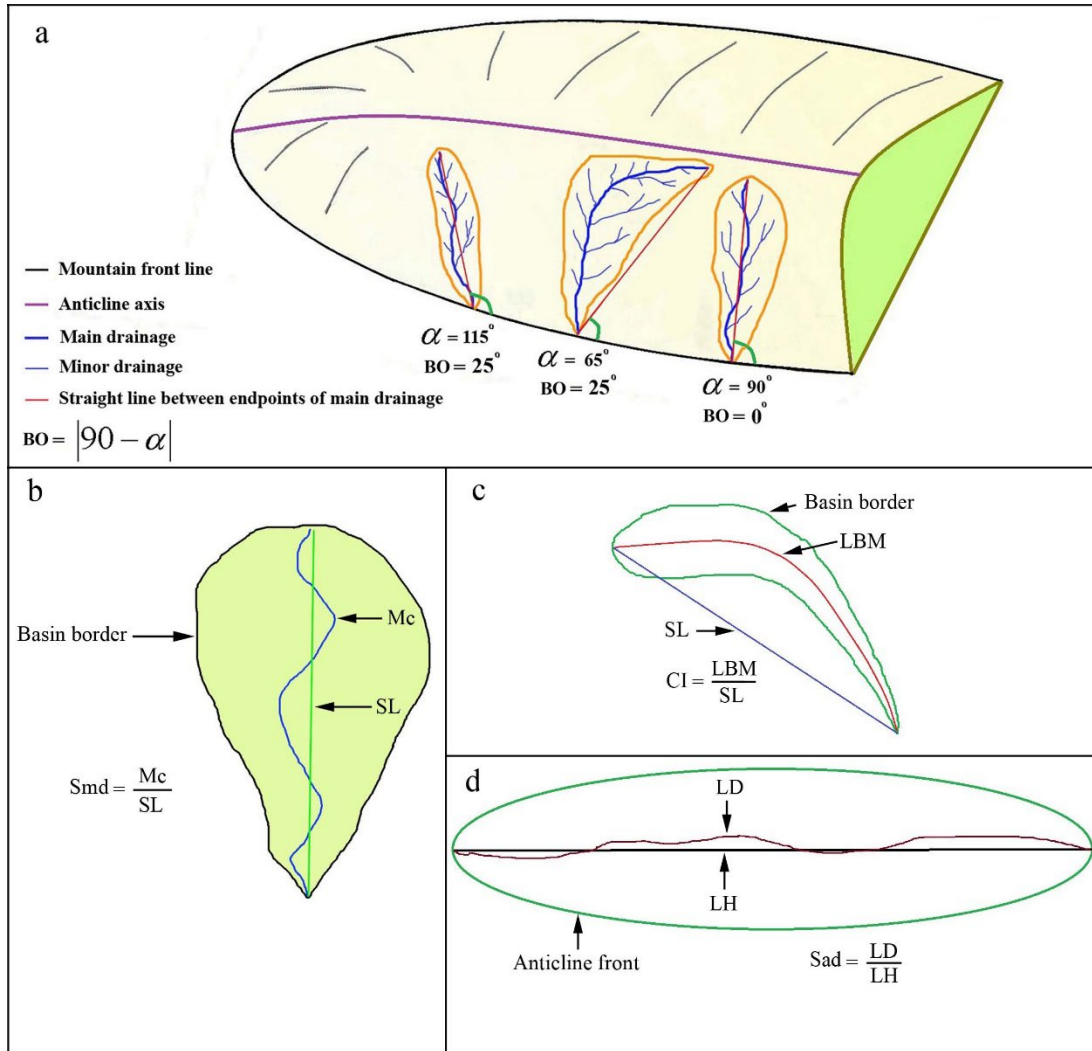 a
Mountain front line
Anticline axis
Main drainage
Minor drainage
Straight line between endpoints of main drainage
BO = |90 − α|
α = 115°
BO = 25°
α = 65°
BO = 25°
α = 90°
BO = 0°
b
Basin border
Mc
SL
Smd = Mc/SL
c
Basin border
LBM
SL
CI = LBM/SL
d
LD
LH
Anticline front
Sad = LD/LH